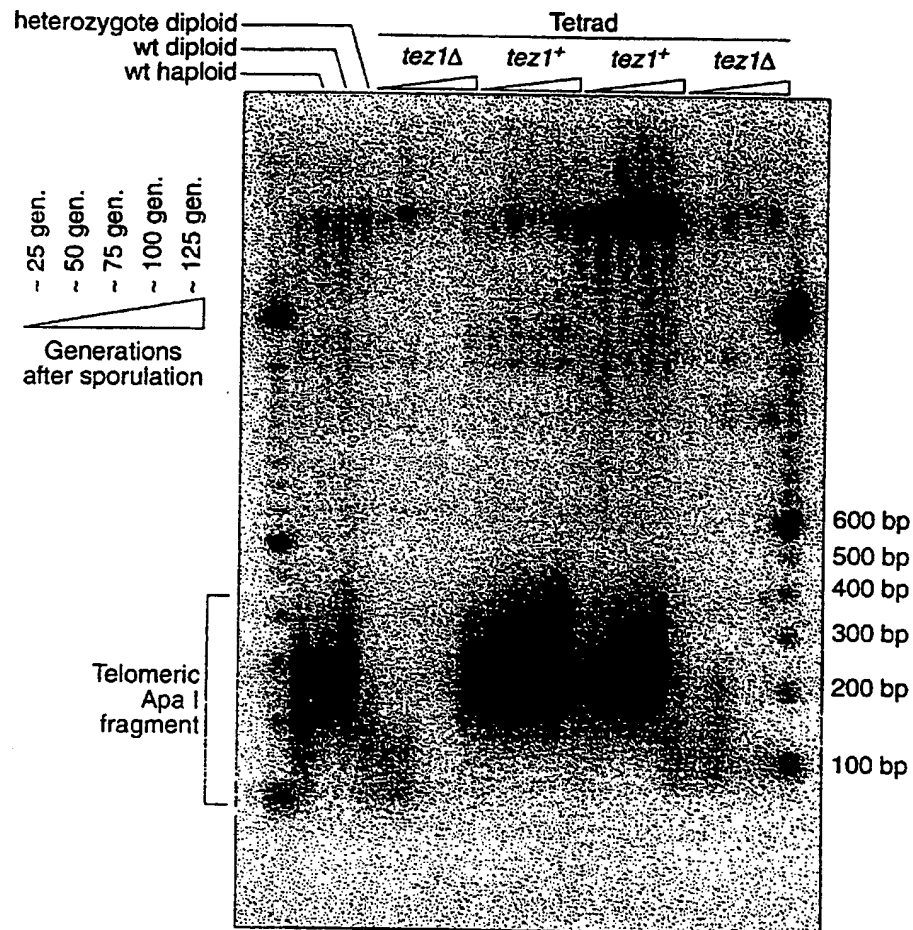 heterozygote diploid
wt diploid
wt haploid
Tetrad
tez1Δ tez1+ tez1+ tez1Δ
~ 25 gen.
~ 50 gen.
~ 75 gen.
~ 100 gen.
~ 125 gen.
Generations
after sporulation
600 bp
500 bp
400 bp
300 bp
200 bp
100 bp
Telomeric
Apa I
fragment